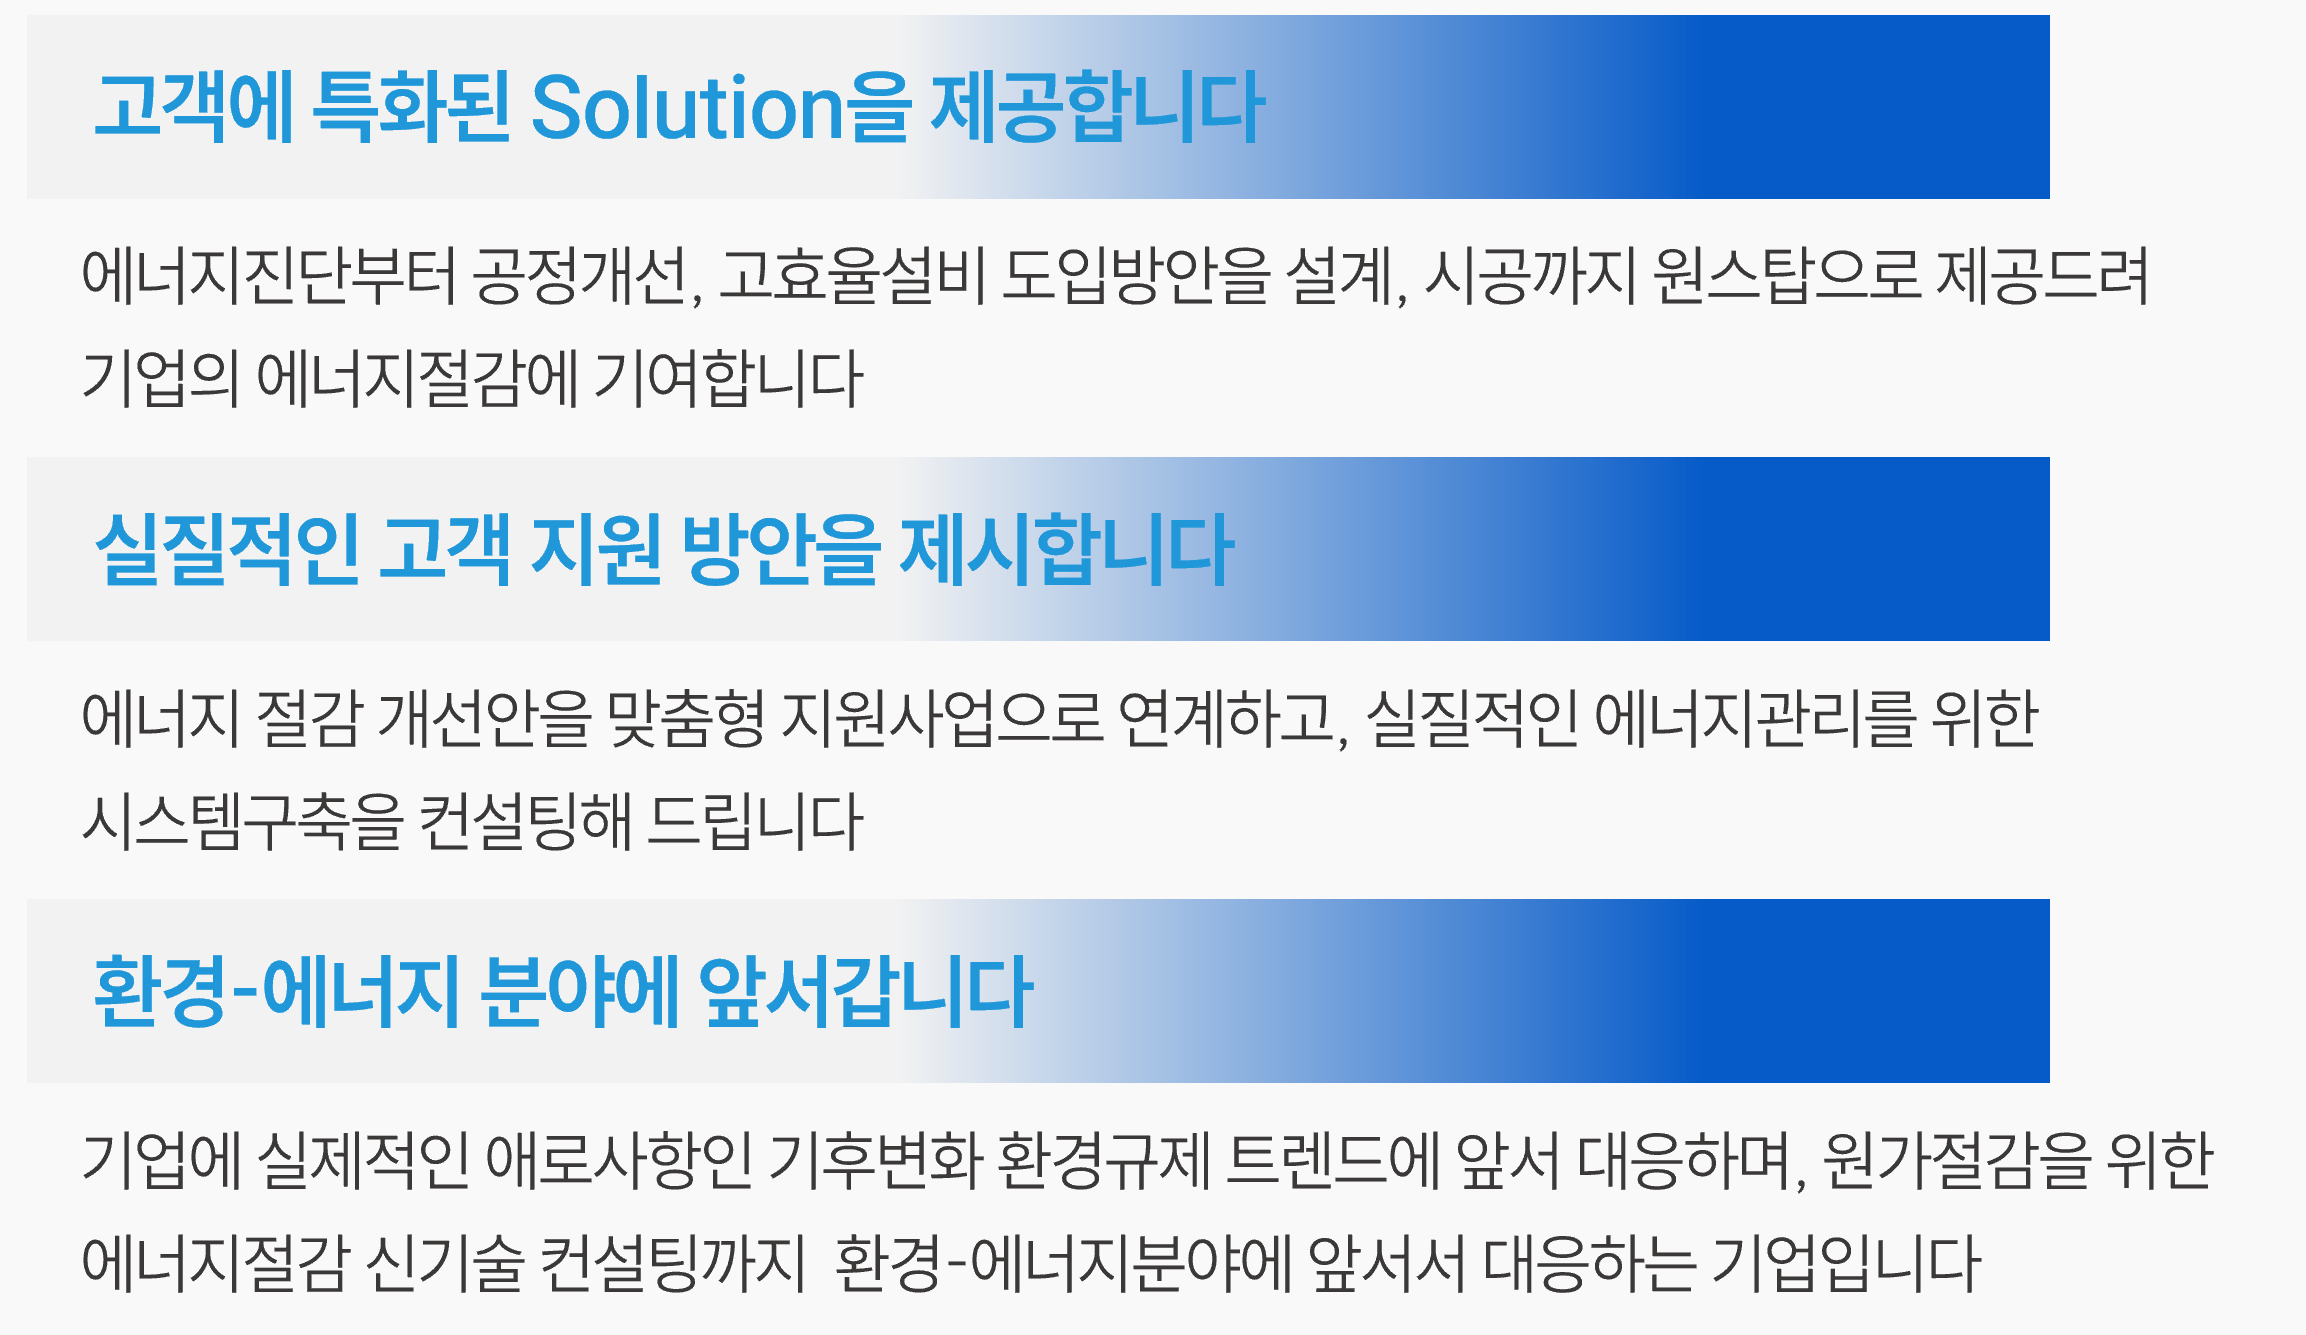 고객에 특화된 Solution을 제공합니다
에너지진단부터 공정개선, 고효율설비 도입방안을 설계, 시공까지 원스탑으로 제공드려
기업의 에너지절감에 기여합니다
실질적인 고객 지원 방안을 제시합니다
에너지 절감 개선안을 맞춤형 지원사업으로 연계하고, 실질적인 에너지관리를 위한
시스템구축을 컨설팅해 드립니다
환경-에너지 분야에 앞서갑니다
기업에 실제적인 애로사항인 기후변화 환경규제 트렌드에 앞서 대응하며, 원가절감을 위한
에너지절감 신기술 컨설팅까지  환경-에너지분야에 앞서서 대응하는 기업입니다